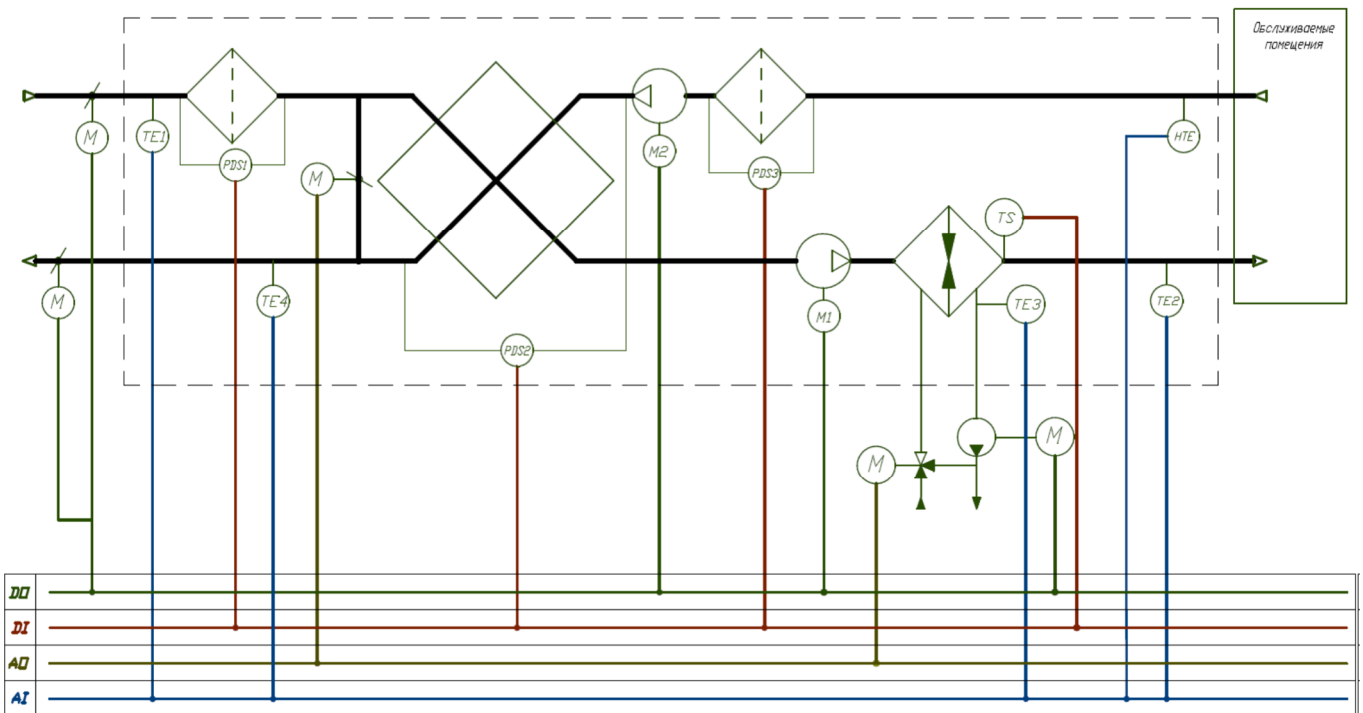 Обслуживаемые
помещения
M
TE1
PDS1
M
M2
PDS3
HTE
M
TE4
PDS2
M1
TS
TE3
TE2
M
M
DO
DI
AO
AI